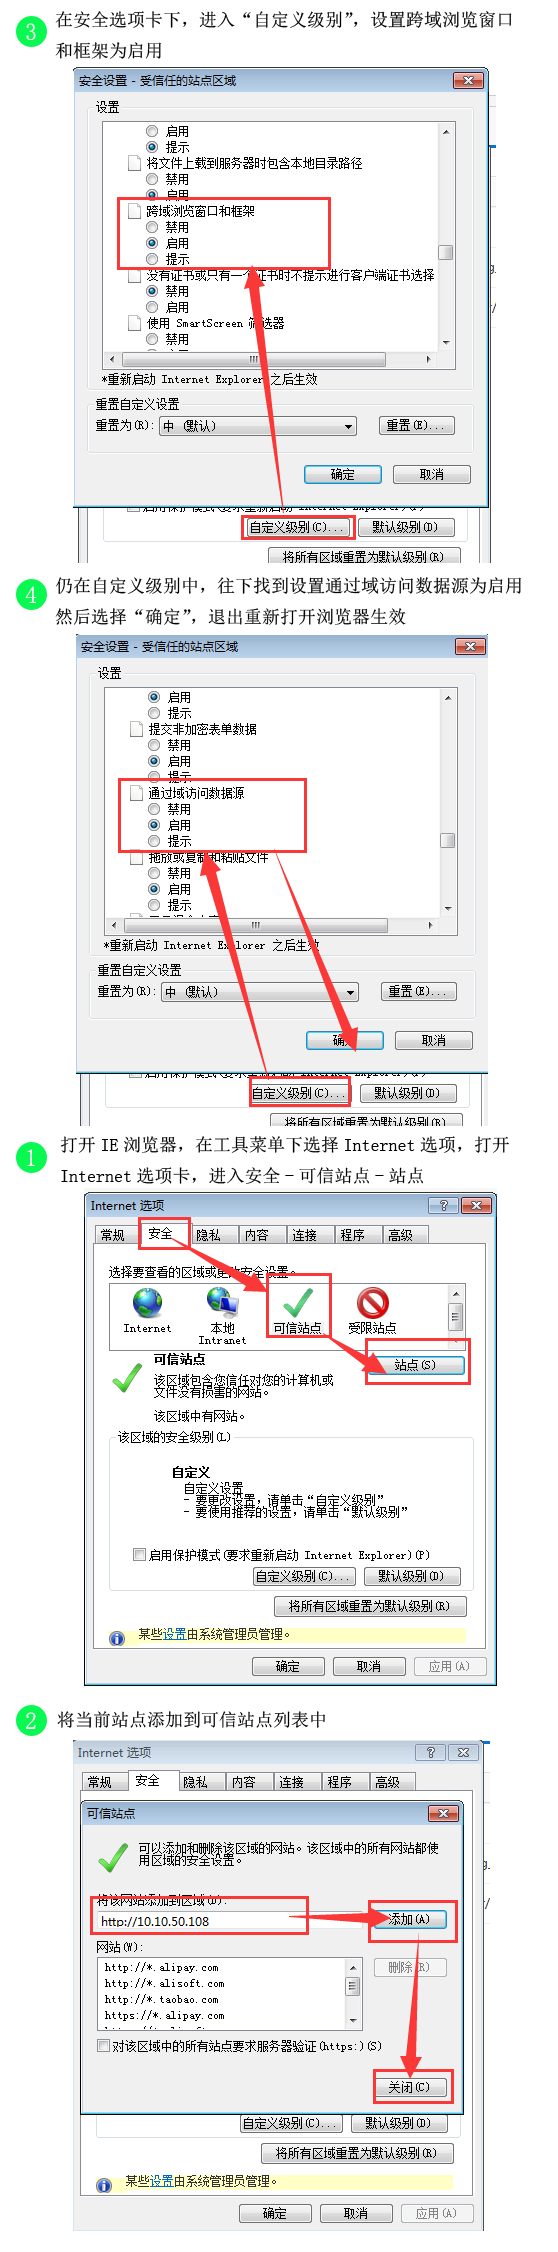 3 在安全选项卡下，进入“自定义级别”，设置跨域浏览窗口
和框架为启用
安全设置 - 受信任的站点区域
设置
启用
提示
将文件上载到服务器时包含本地目录路径
禁用
启用
跨域浏览窗口和框架
禁用
启用
提示
没有证书或只有一个证书时不提示进行客户端证书选择
禁用
启用
使用 SmartScreen 筛选器
禁用
*重新启动 Internet Explorer 之后生效
重置自定义设置
重置为(R): 中 (默认) 重置(E)...
确定 取消
自定义级别(C)... 默认级别(D)
将所有区域重置为默认级别(R)
4 仍在自定义级别中，往下找到设置通过域访问数据源为启用
然后选择“确定”，退出重新打开浏览器生效
安全设置 - 受信任的站点区域
设置
启用
提示
提交非加密表单数据
禁用
启用
提示
通过域访问数据源
禁用
启用
提示
拖放或复制和粘贴文件
禁用
启用
提示
*重新启动 Internet Explorer 之后生效
重置自定义设置
重置为(R): 中 (默认) 重置(E)...
取消
自定义级别(C)... 默认级别(D)
将所有区域重置为默认级别(R)
1 打开 IE 浏览器，在工具菜单下选择 Internet 选项，打开
Internet 选项卡，进入安全－可信站点－站点
Internet 选项
常规 安全 隐私 内容 连接 程序 高级
选择要查看的区域或更改安全设置。
Internet 本地 Intranet 可信站点 受限站点
可信站点
站点(S)
该区域包含您信任对您的计算机或
文件没有损害的网站。
该区域中有网站。
该区域的安全级别(L)
自定义
自定义设置
- 要更改设置，请单击“自定义级别”
- 要使用推荐的设置，请单击“默认级别”
启用保护模式(要求重新启动 Internet Explorer)(P)
自定义级别(C)... 默认级别(D)
将所有区域重置为默认级别(R)
某些设置由系统管理员管理。
确定 取消 应用(A)
2 将当前站点添加到可信站点列表中
Internet 选项
常规 安全 隐私 内容 连接 程序 高级
可信站点
可以添加和删除该区域的网站。该区域中的所有网站都使
用区域的安全设置。
将该网站添加到区域(D):
http://10.10.50.108 添加(A)
网站(W):
http://*.alipay.com 删除(R)
http://*.alisoft.com
http://*.taobao.com
https://*.alipay.com
对该区域中的所有站点要求服务器验证(https:)(S)
关闭(C)
自定义级别(C)... 默认级别(D)
将所有区域重置为默认级别(R)
某些设置由系统管理员管理。
确定 取消 应用(A)